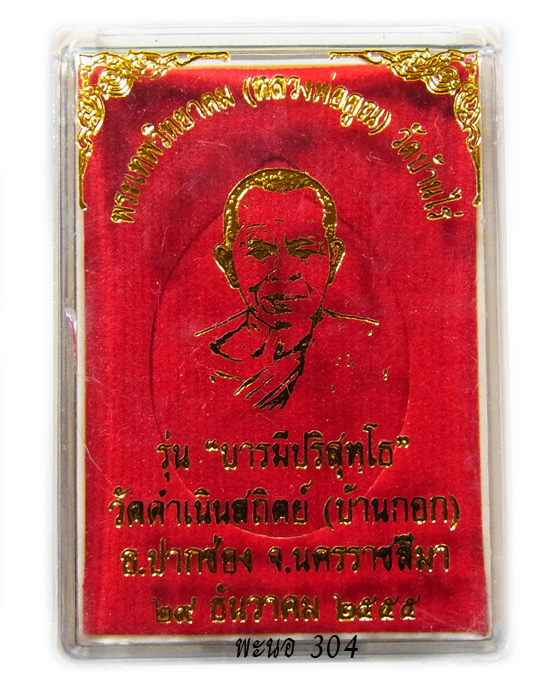 พระเทพวิทยาคม (หลวงพ่อคูณ) วัดบ้านไร่
รุ่น “บารมีปริสุทฺโธ”
วัดดำเนินสถิตย์ (บ้านกอก)
อ.ปากช่อง จ.นครราชสีมา
๒๙ ธันวาคม ๒๕๕๕
พะนอ 304